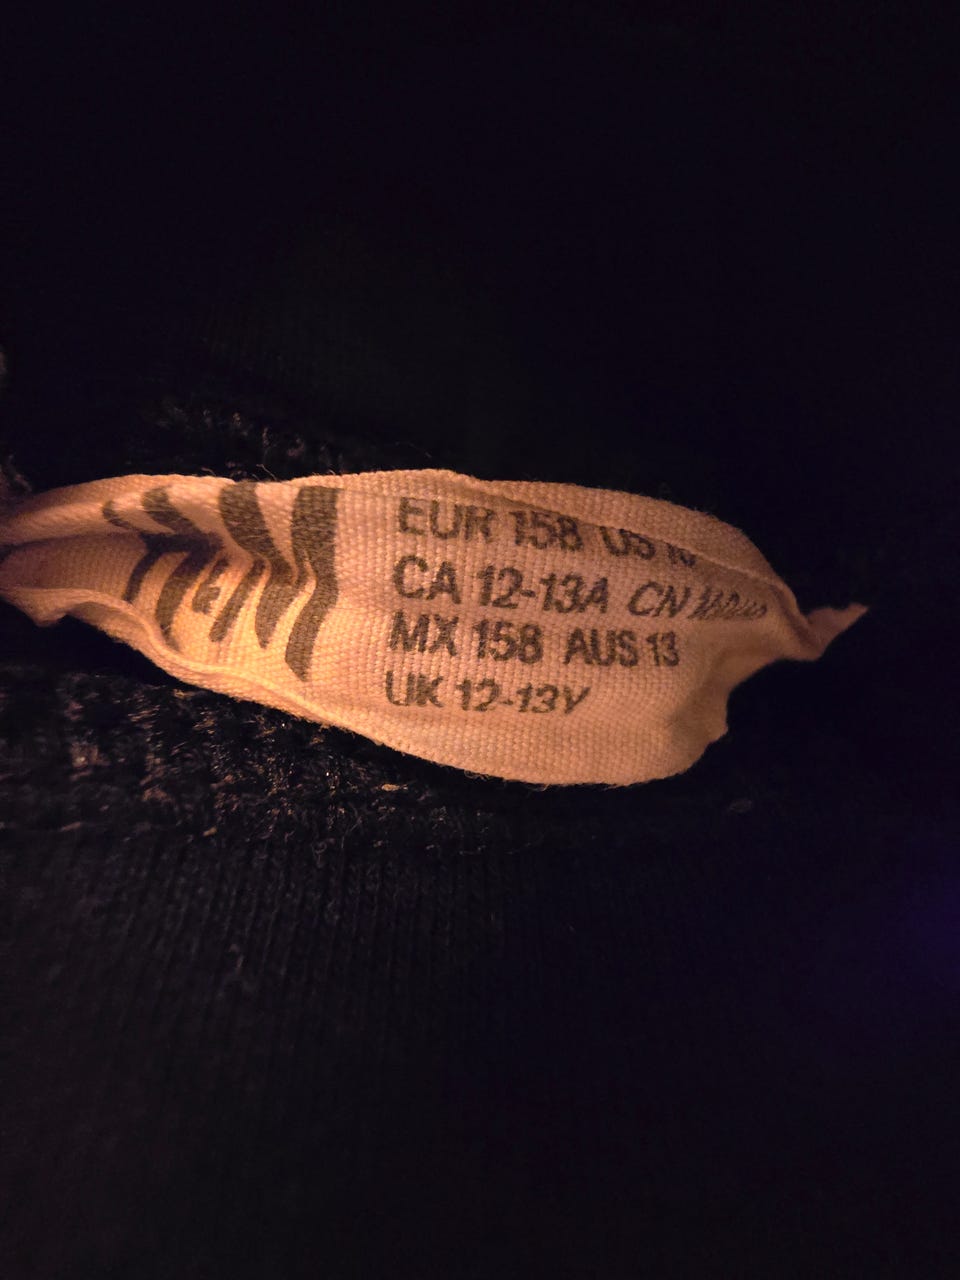 EUR 158 US
CA 12-13A CN
MX 158 AUS 13
UK 12-13Y